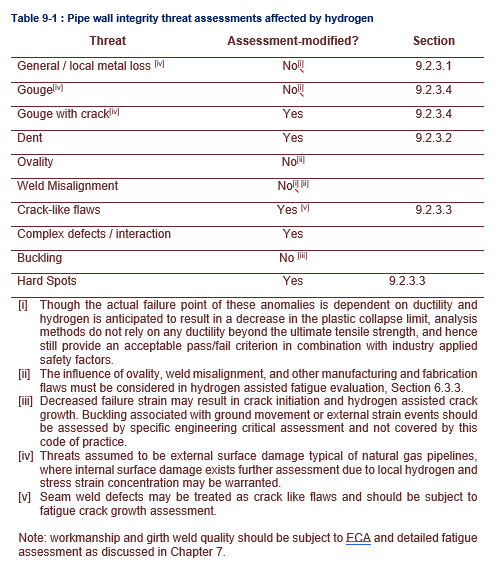 Table 9-1 : Pipe wall integrity threat assessments affected by hydrogen
Threat Assessment-modified? Section
General / local metal loss [iv] No[i] 9.2.3.1
Gouge[iv] No[i] 9.2.3.4
Gouge with crack[iv] Yes 9.2.3.4
Dent Yes 9.2.3.2
Ovality No[ii]
Weld Misalignment No[i] [ii]
Crack-like flaws Yes [v] 9.2.3.3
Complex defects / interaction Yes
Buckling No [iii]
Hard Spots Yes 9.2.3.3
[i] Though the actual failure point of these anomalies is dependent on ductility and
hydrogen is anticipated to result in a decrease in the plastic collapse limit, analysis
methods do not rely on any ductility beyond the ultimate tensile strength, and hence
still provide an acceptable pass/fail criterion in combination with industry applied
safety factors.
[ii] The influence of ovality, weld misalignment, and other manufacturing and fabrication
flaws must be considered in hydrogen assisted fatigue evaluation, Section 6.3.3.
[iii] Decreased failure strain may result in crack initiation and hydrogen assisted crack
growth. Buckling associated with ground movement or external strain events should
be assessed by specific engineering critical assessment and not covered by this
code of practice.
[iv] Threats assumed to be external surface damage typical of natural gas pipelines,
where internal surface damage exists further assessment due to local hydrogen and
stress strain concentration may be warranted.
[v] Seam weld defects may be treated as crack like flaws and should be subject to
fatigue crack growth assessment.
Note: workmanship and girth weld quality should be subject to ECA and detailed fatigue
assessment as discussed in Chapter 7.